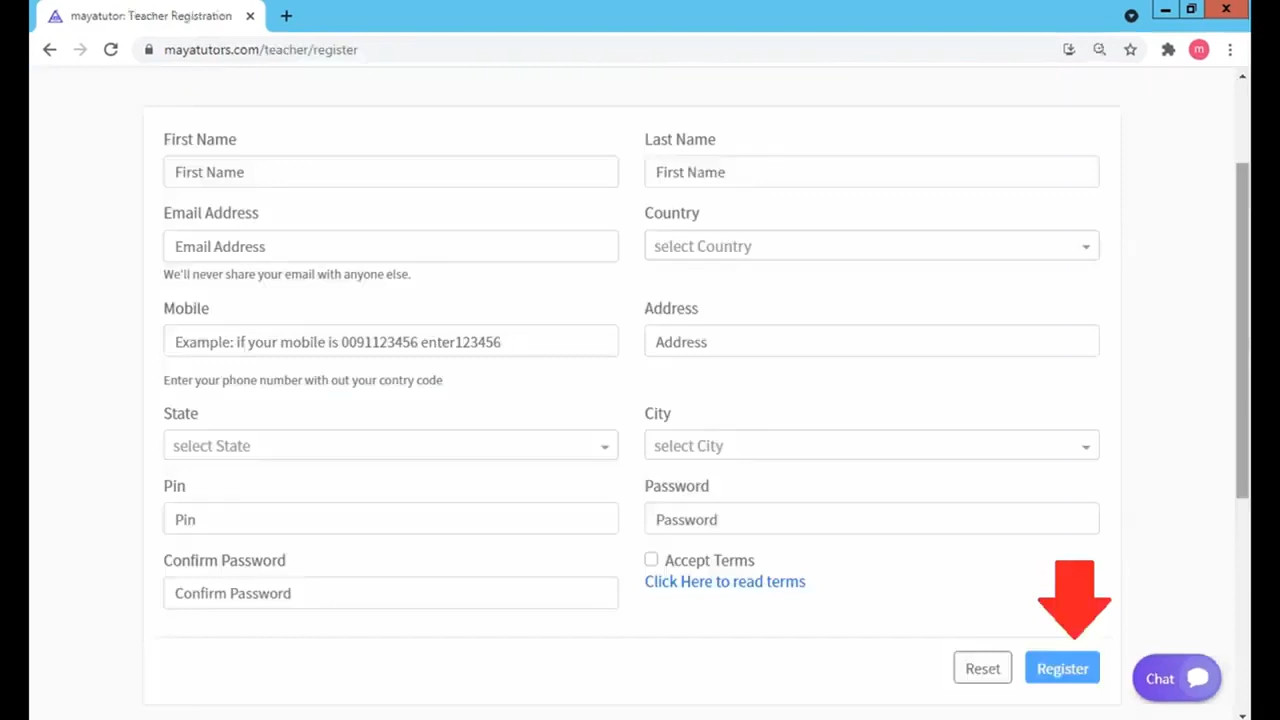 mayatutor: Teacher Registration
mayatutors.com/teacher/register
m
First Name
Last Name
First Name
First Name
Email Address
Country
Email Address
select Country
We'll never share your email with anyone else.
Mobile
Address
Example: if your mobile is 0091123456 enter123456
Address
Enter your phone number with out your contry code
State
City
select State
select City
Pin
Password
Pin
Password
Confirm Password
Accept Terms
Click Here to read terms
Confirm Password
Reset
Register
Chat